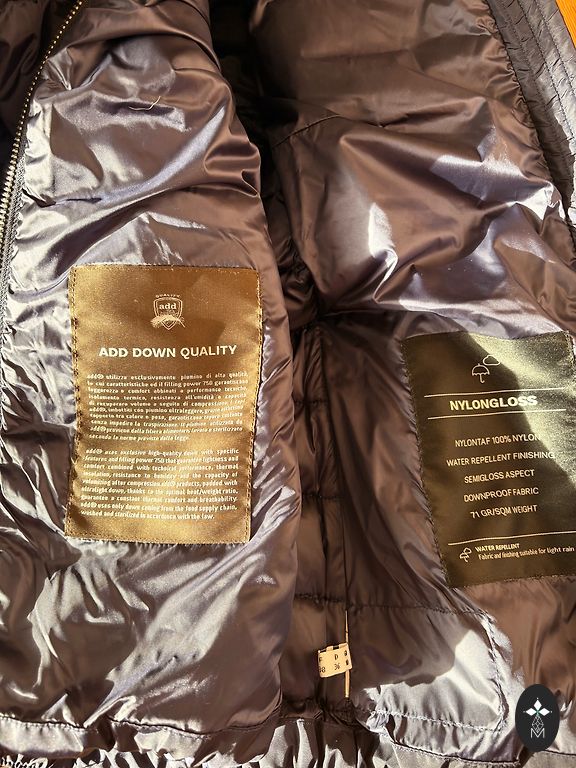 QUALITY
add
ADD DOWN QUALITY
add® utilizza esclusivamente piumino di alta qualità
le cui caratteristiche ed il filling power 750 garantiscono
leggerezza e comfort abbinati a performance tecniche
isolamento termico, resistenza all'umidità e capacità
di recuperare volume a seguito di compressione. I capi
add®, imbottiti con piumino ultraleggero, grazie all'ottimo
rapporto tra calore e peso, garantiscono tepore costante
senza impedire la traspirazione. Il piumino utilizzato da
add® proviene dalla filiera alimentare, lavato e sterilizzato
secondo le norme previste dalla legge.
add® uses exclusive high-quality down with specific
features and filling power 750 that guarantee lightness and
comfort combined with technical performance, thermal
insulation, resistance to humidity and the capacity of
volumizing after compression. add® products, padded with
ultralight down, thanks to the optimal heat/weight ratio,
guarantee a constant thermal comfort and breathability.
add® uses only down coming from the food supply chain,
washed and sterilized in accordance with the law.
NYLONGLOSS
NYLONTAF 100% NYLON
WATER REPELLENT FINISHING
SEMIGLOSS ASPECT
DOWNPROOF FABRIC
71 GR/SQM WEIGHT
WATER REPELLENT
Fabric and finishing suitable for light rain
F D
36
M